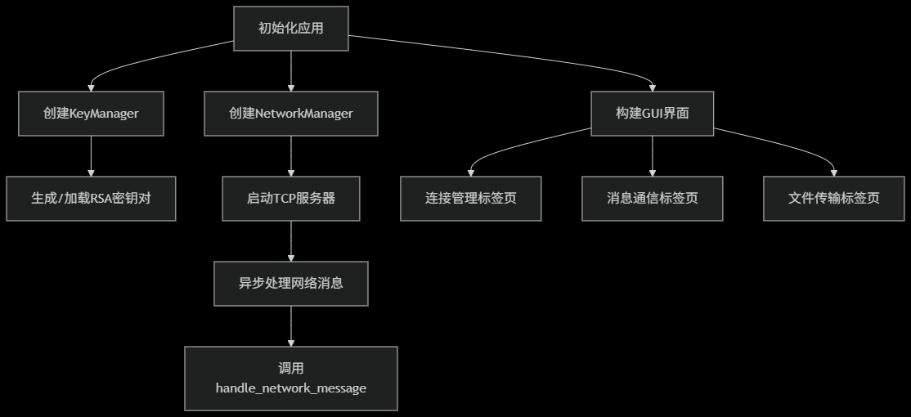 初始化应用
创建KeyManager
创建NetworkManager
构建GUI界面
生成/加载RSA密钥对
启动TCP服务器
连接管理标签页
消息通信标签页
文件传输标签页
异步处理网络消息
调用
handle_network_message